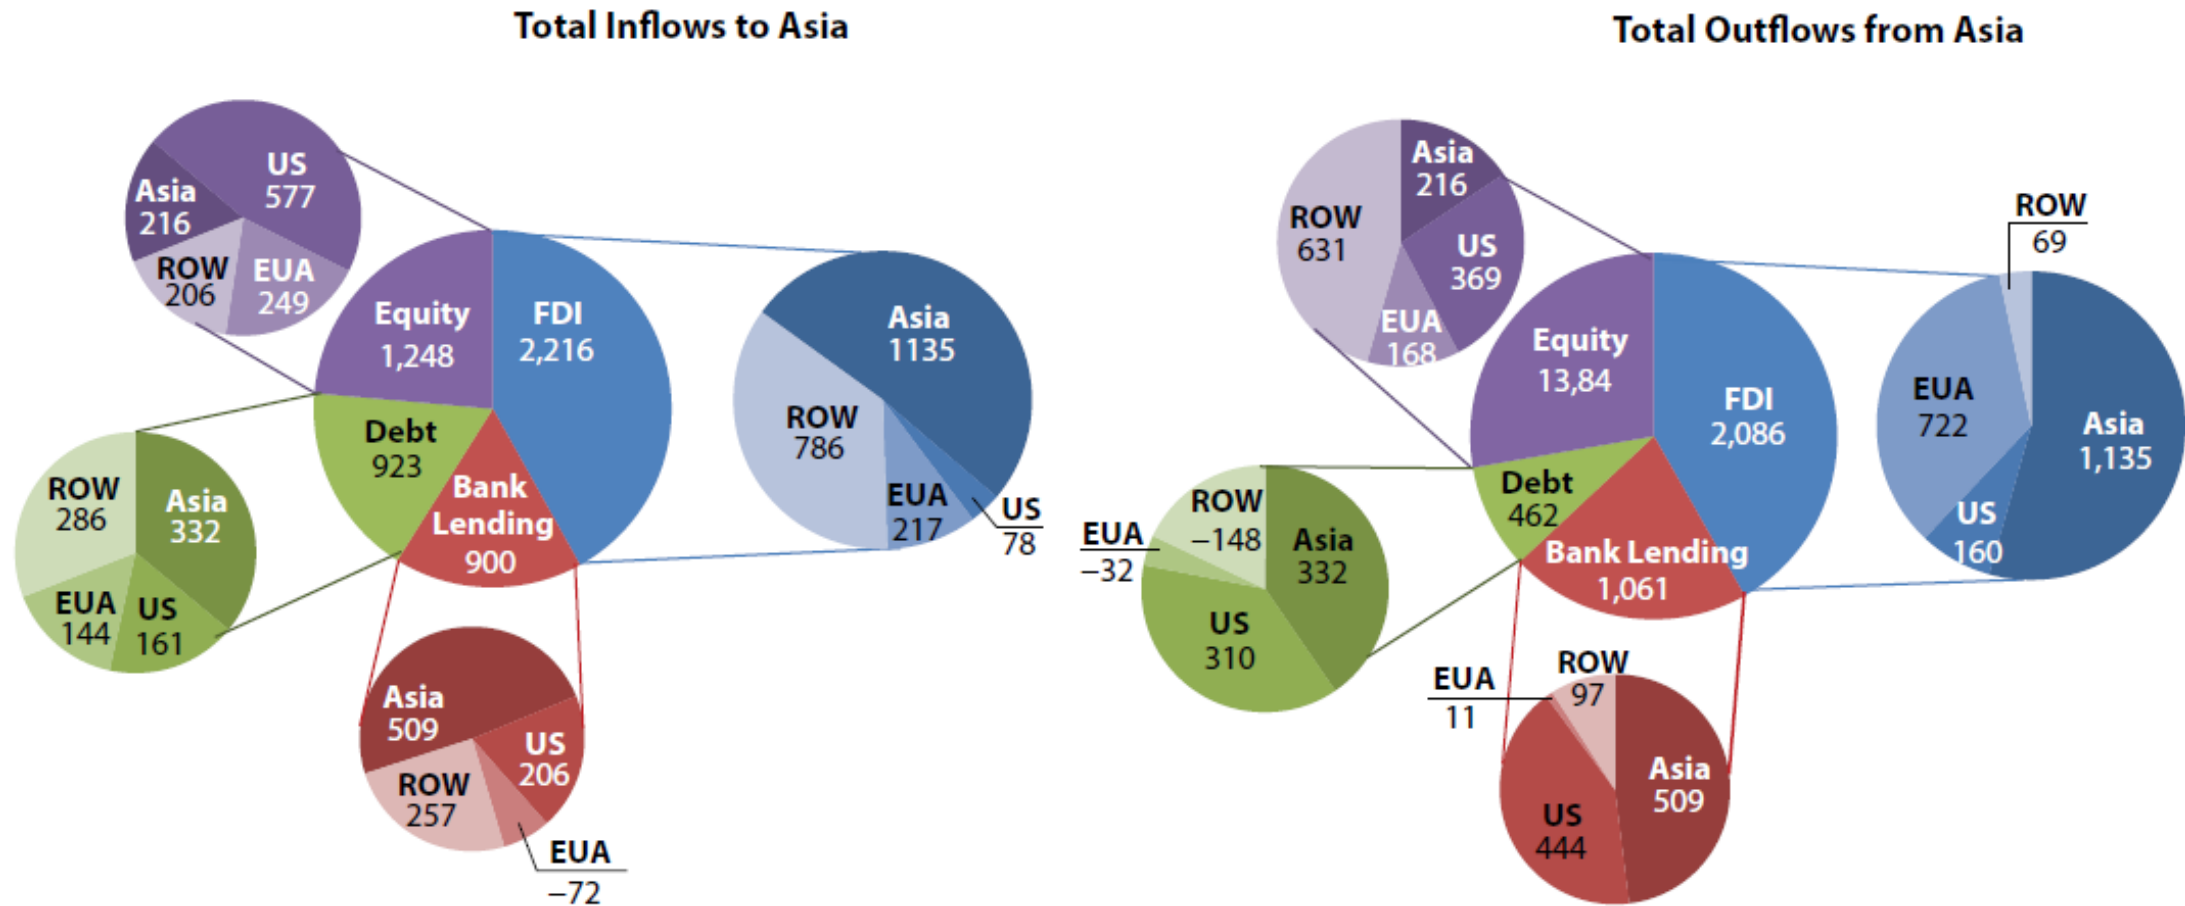 Total Inflows to Asia
US
577
Asia
216
ROW
206
EUA
249
Equity
1,248
FDI
2,216
Debt
923
Bank
Lending
900
Asia
1135
ROW
786
EUA
217
US
78
ROW
286
Asia
332
EUA
144
US
161
Asia
509
US
206
ROW
257
EUA
−72
Total Outflows from Asia
Asia
216
ROW
631
US
369
EUA
168
Equity
13,84
FDI
2,086
Debt
462
Bank Lending
1,061
ROW
69
EUA
722
Asia
1,135
US
160
ROW
−148
EUA
−32
Asia
332
US
310
ROW
97
EUA
11
Asia
509
US
444